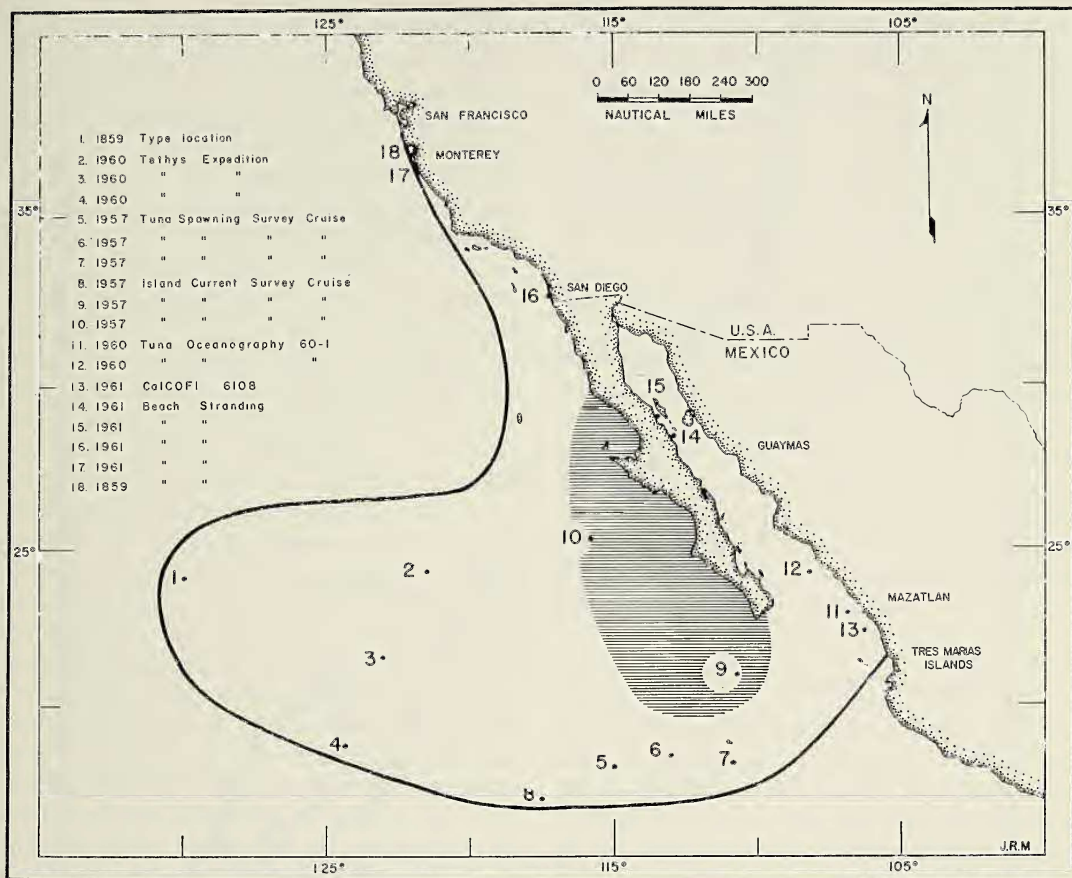 125° 115° 105°
0 60 120 180 240 300
NAUTICAL MILES
N
SAN FRANCISCO
1. 1859 Type location
18 MONTEREY
2. 1960 Tethys Expedition
17
3. 1960 " "
4. 1960 " "
35° 35°
5. 1957 Tuna Spawning Survey Cruise
6. 1957 " " " "
7. 1957 " " " "
8. 1957 Island Current Survey Cruise
16 SAN DIEGO
9. 1957 " " " "
10. 1957 " " " "
U.S.A.
11. 1960 Tuna Oceanography 60-1
MEXICO
12. 1960 " " "
13. 1961 CalCOFI 6108
15
14. 1961 Beach Stranding
15. 1961 " "
14
16. 1961 " "
GUAYMAS
17. 1961 " "
18. 1859 " "
10
25° 25°
1 2 12
MAZATLAN
11
13
3
TRES MARIAS
ISLANDS
9
4 6
5 7
8
J.R.M
125° 115° 105°